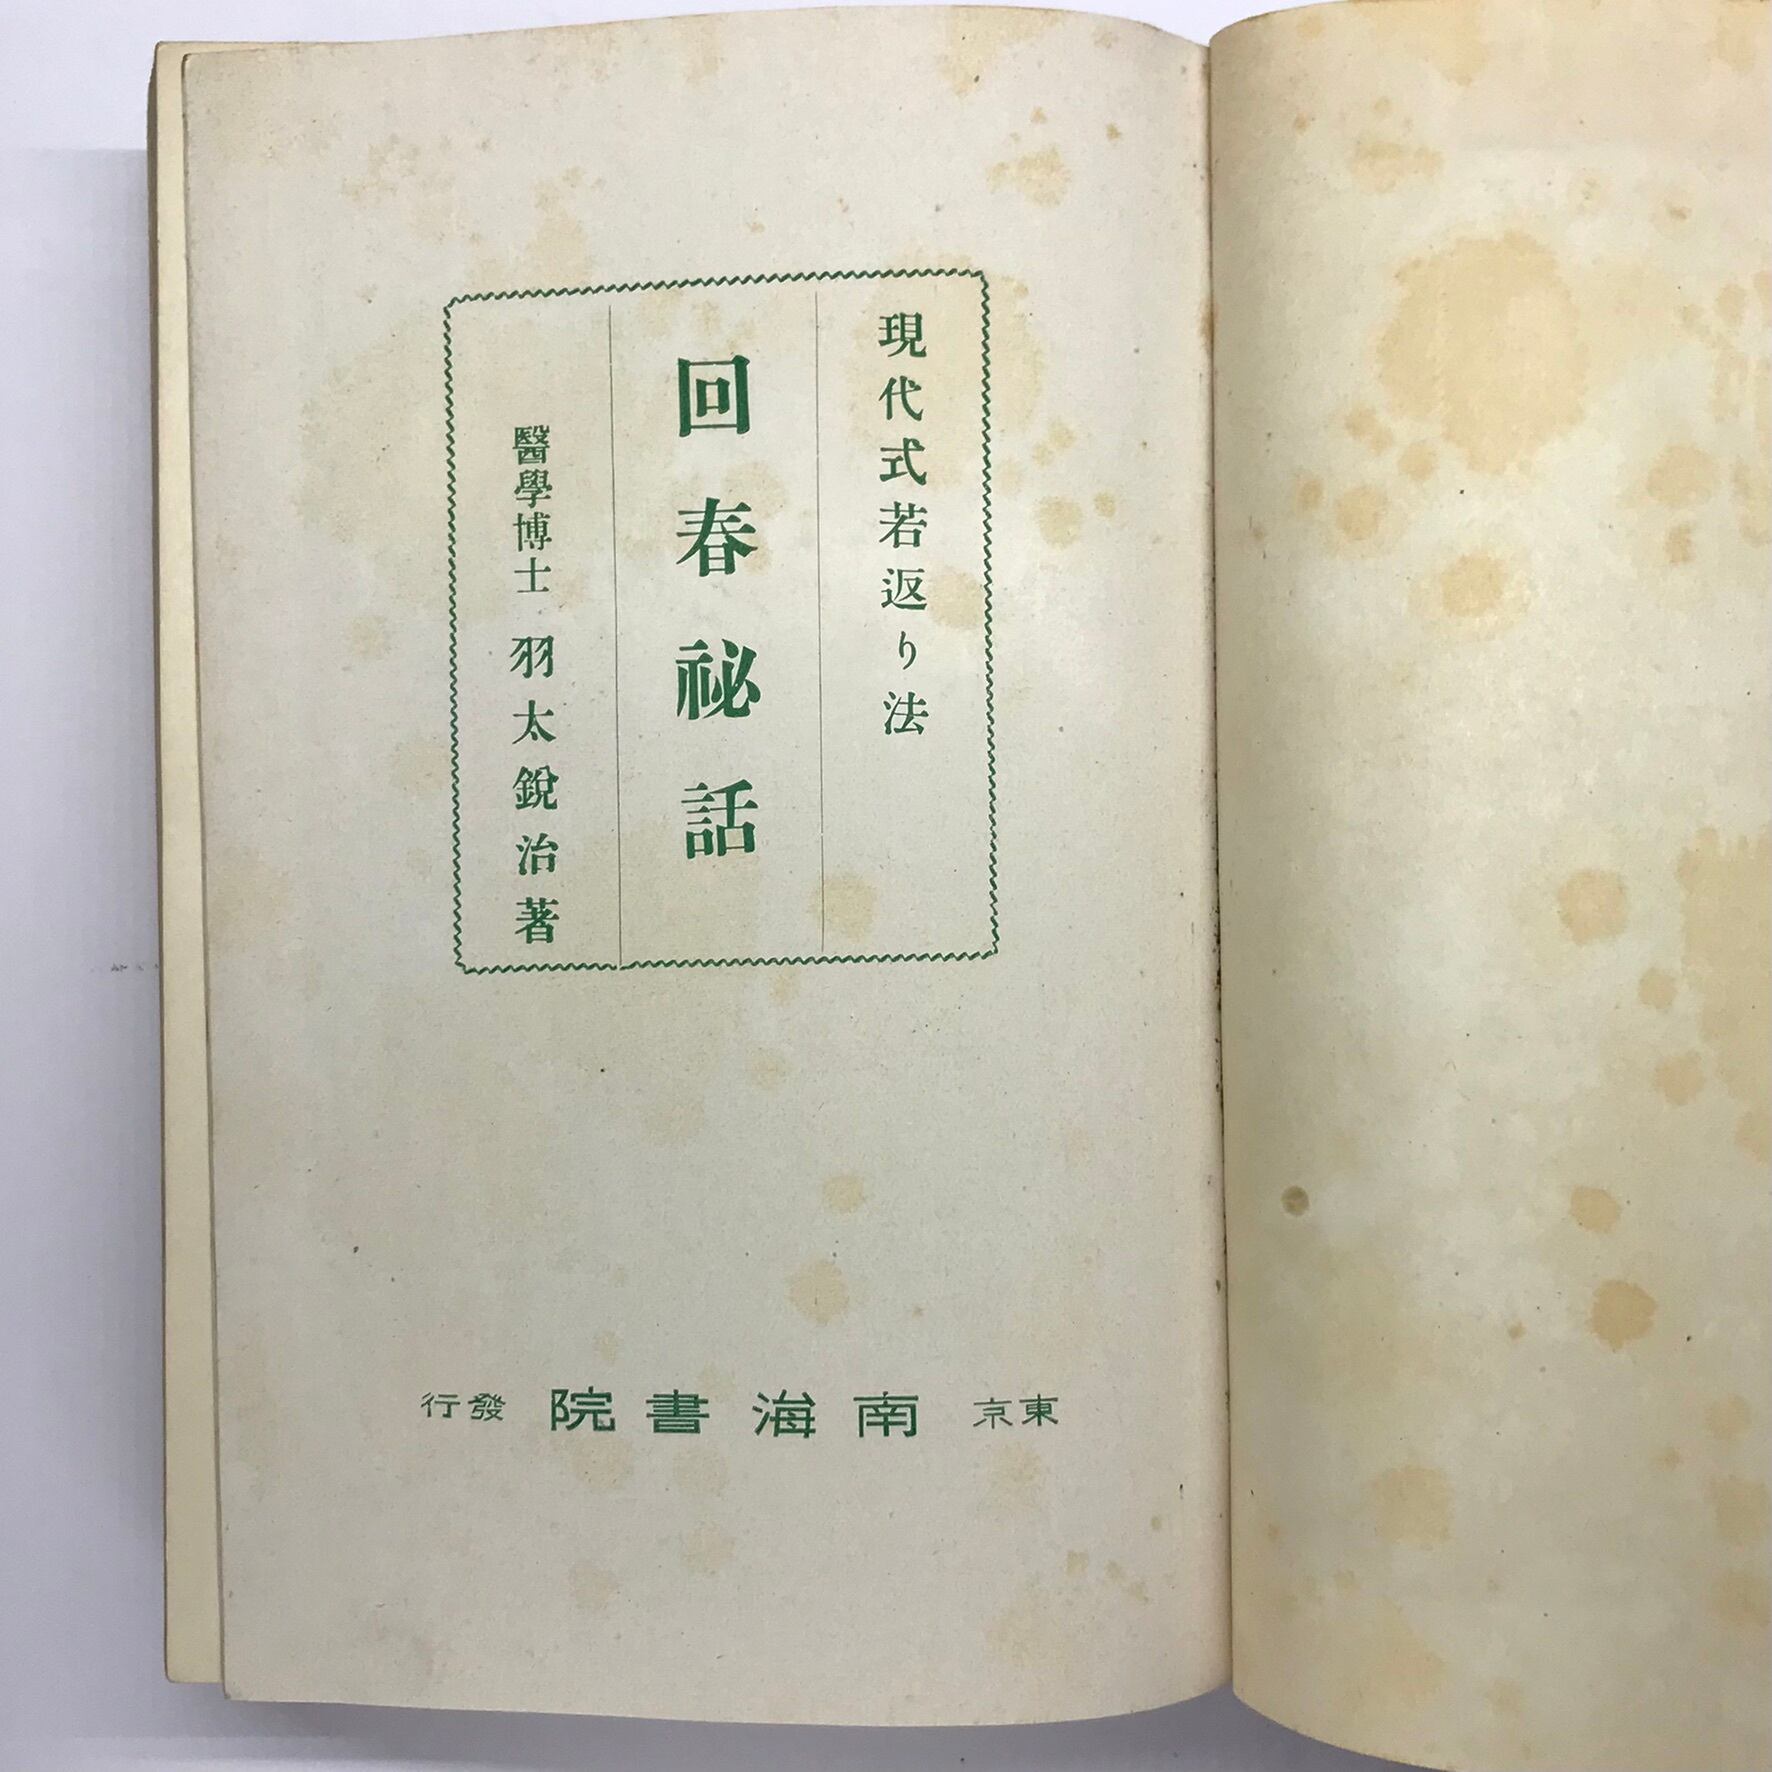 現代式若返り法
回春祕話
醫學博士 羽太鋭治著
東京 南海書院 發行